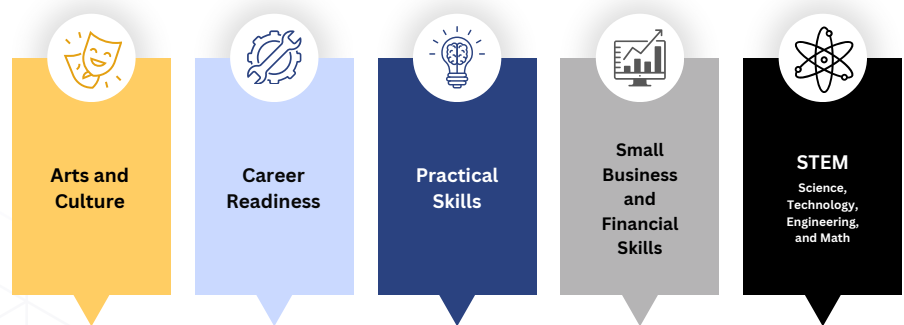 Arts and
Culture
Career
Readiness
Practical
Skills
Small
Business
and
Financial
Skills
STEM
Science,
Technology,
Engineering,
and Math